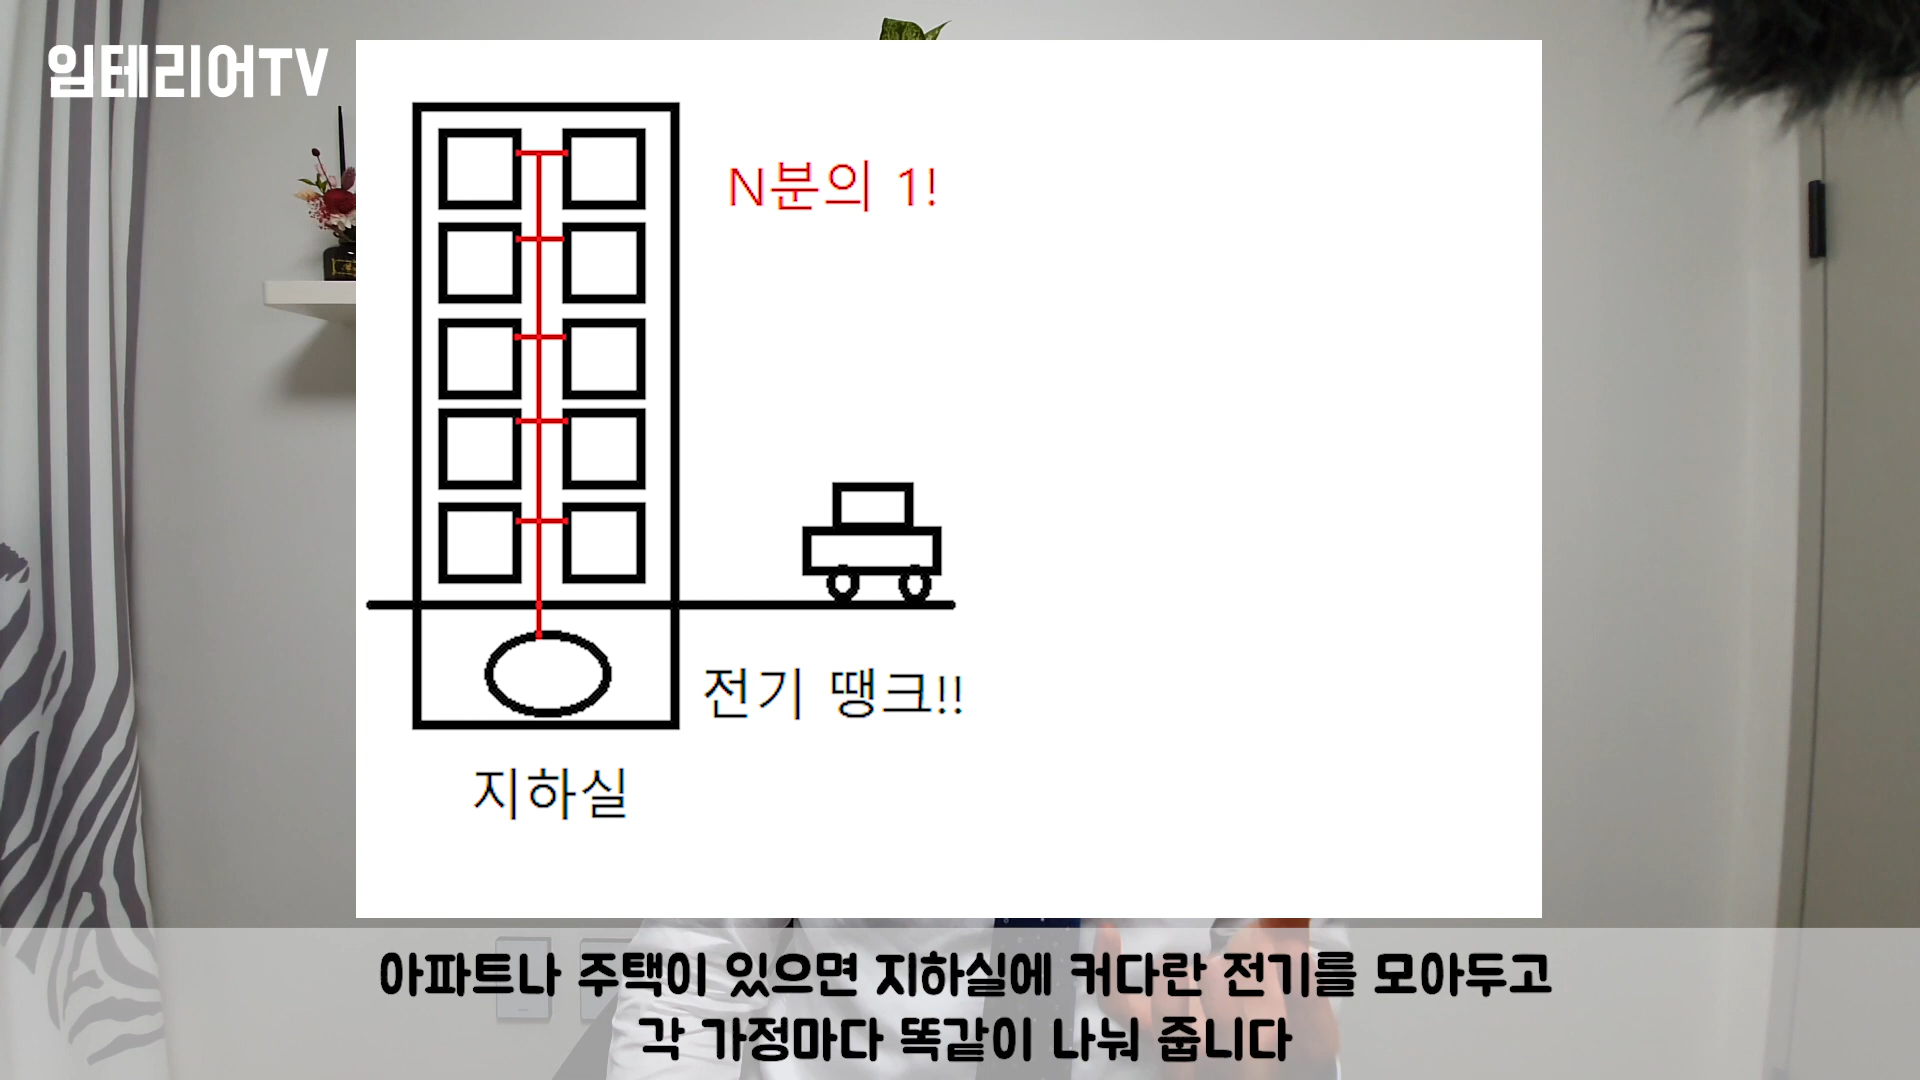 임테리어TV
N분의 1!
전기 땡크!!
지하실
아파트나 주택이 있으면 지하실에 커다란 전기를 모아두고
각 가정마다 똑같이 나눠 줍니다